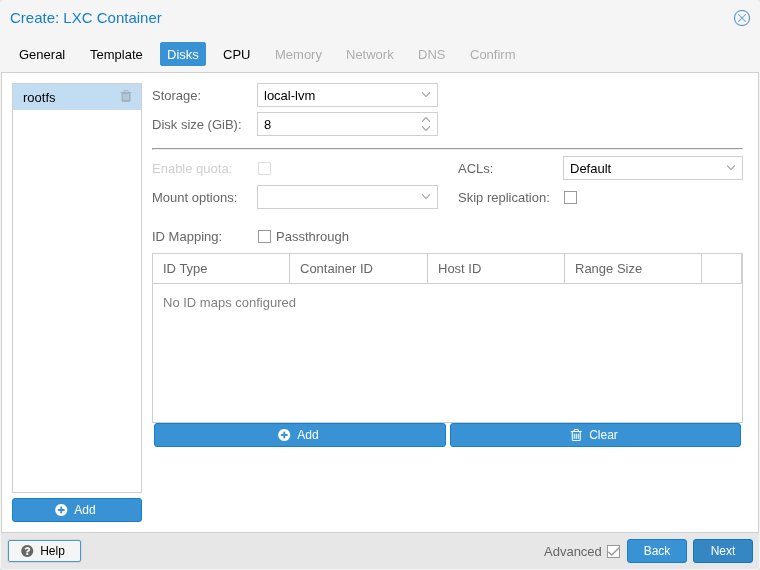 Create: LXC Container
General Template Disks CPU Memory Network DNS Confirm
rootfs
Storage: local-lvm
Disk size (GiB): 8
Enable quota: ACLs: Default
Mount options: Skip replication:
ID Mapping: Passthrough
ID Type Container ID Host ID Range Size
No ID maps configured
Add Clear
Add
Help Advanced Back Next